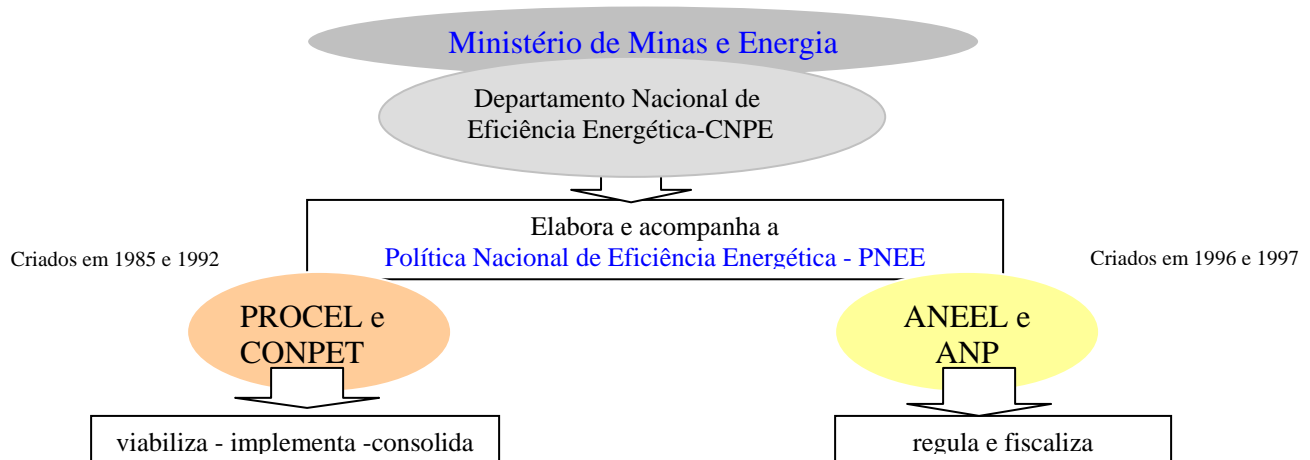 Ministério de Minas e Energia
Departamento Nacional de
Eficiência Energética-CNPE
Elabora e acompanha a
Política Nacional de Eficiência Energética - PNEE
Criados em 1985 e 1992
Criados em 1996 e 1997
PROCEL e
CONPET
ANEEL e
ANP
viabiliza - implementa -consolida
regula e fiscaliza